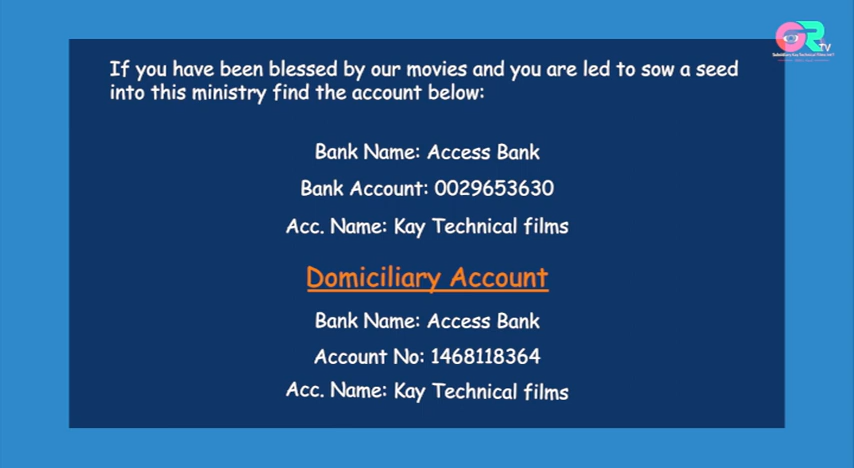 GRTV
If you have been blessed by our movies and you are led to sow a seed
into this ministry find the account below:
Bank Name: Access Bank
Bank Account: 0029653630
Acc. Name: Kay Technical films
Domiciliary Account
Bank Name: Access Bank
Account No: 1468118364
Acc. Name: Kay Technical films